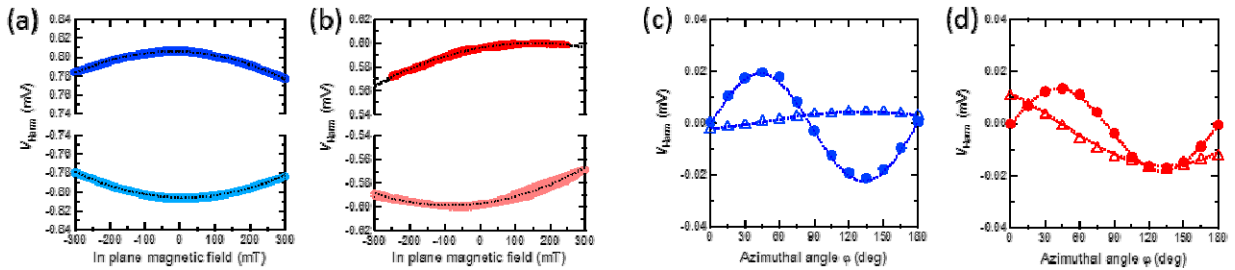 (a)
V_Harm (mV)
0.84
0.82
0.80
0.78
0.76
0.74
-0.74
-0.76
-0.78
-0.80
-0.82
-0.84
-300 -200 -100 0 100 200 300
In plane magnetic field (mT)
(b)
V_Harm (mV)
0.62
0.60
0.58
0.56
0.54
-0.54
-0.56
-0.58
-0.60
-0.62
-300 -200 -100 0 100 200 300
In plane magnetic field (mT)
(c)
V_Harm (mV)
0.04
0.02
0.00
-0.02
-0.04
0 30 60 90 120 150 180
Azimuthal angle φ (deg)
(d)
V_Harm (mV)
0.04
0.02
0.00
-0.02
-0.04
0 30 60 90 120 150 180
Azimuthal angle φ (deg)